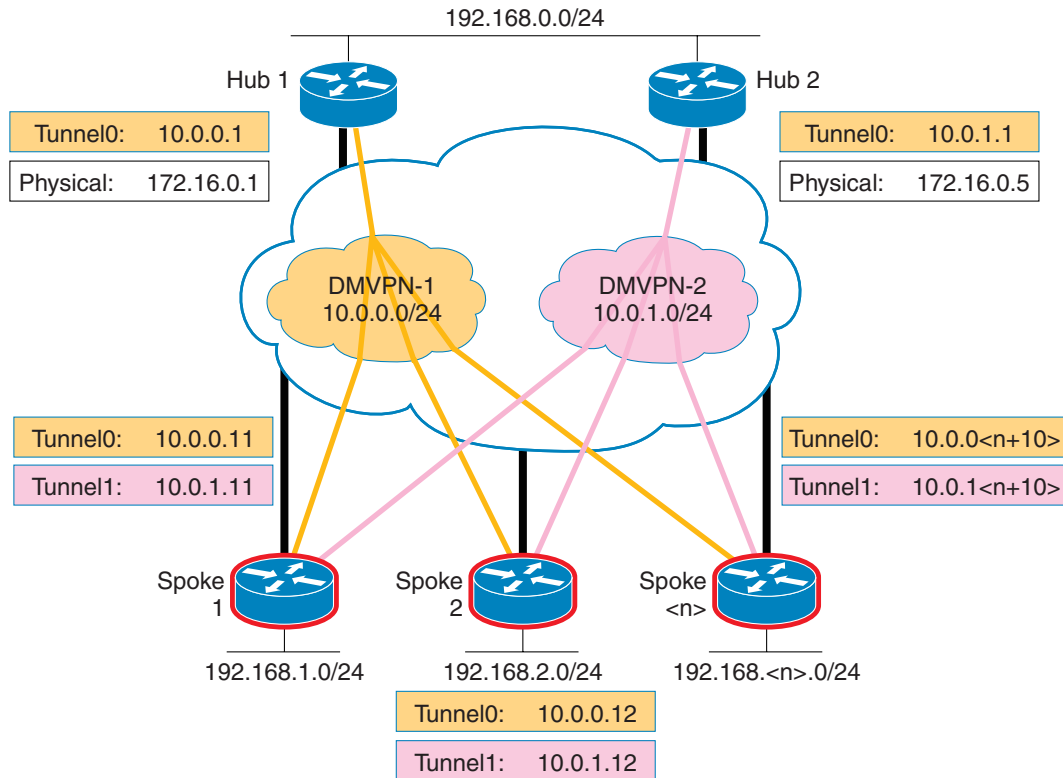 192.168.0.0/24
Hub 1
Hub 2
Tunnel0: 10.0.0.1
Physical: 172.16.0.1
Tunnel0: 10.0.1.1
Physical: 172.16.0.5
DMVPN-1
10.0.0.0/24
DMVPN-2
10.0.1.0/24
Tunnel0: 10.0.0.11
Tunnel1: 10.0.1.11
Tunnel0: 10.0.0<n+10>
Tunnel1: 10.0.1<n+10>
Spoke
1
Spoke
2
Spoke
<n>
192.168.1.0/24
192.168.2.0/24
192.168.<n>.0/24
Tunnel0: 10.0.0.12
Tunnel1: 10.0.1.12